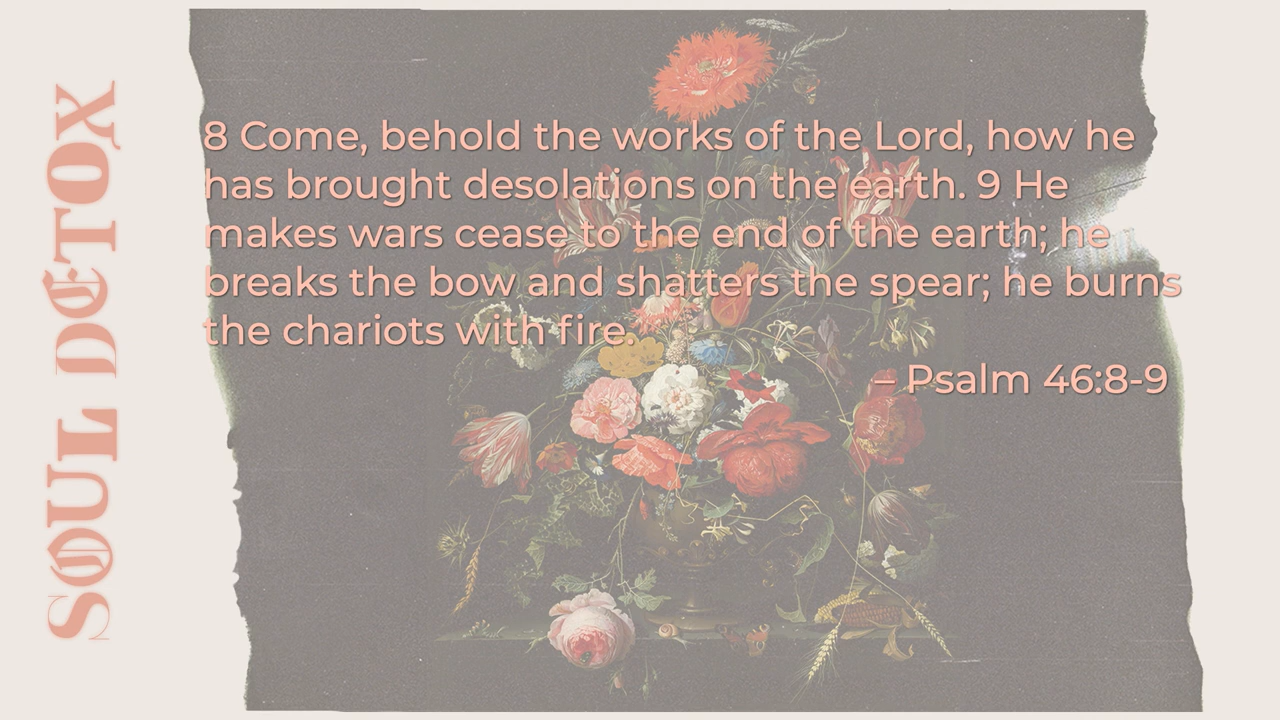 SOUL DETOX
8 Come, behold the works of the Lord, how he
has brought desolations on the earth. 9 He
makes wars cease to the end of the earth; he
breaks the bow and shatters the spear; he burns
the chariots with fire.
– Psalm 46:8-9